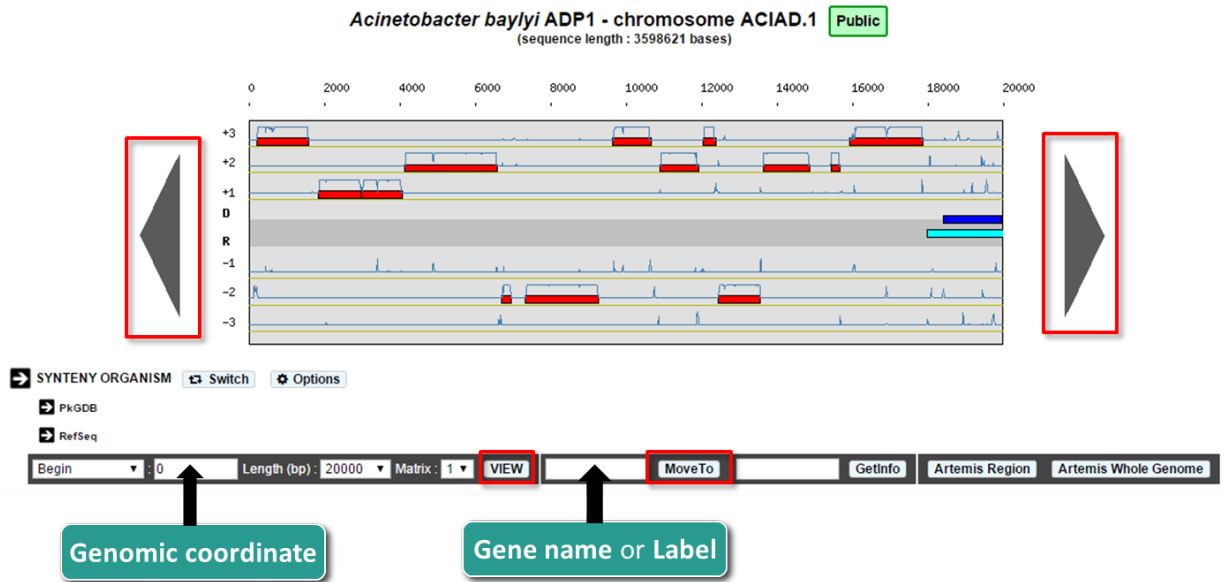 Acinetobacter baylyi ADP1 - chromosome ACIAD.1 Public
(sequence length : 3598621 bases)
0 2000 4000 6000 8000 10000 12000 14000 16000 18000 20000
+3
+2
+1
D
R
-1
-2
-3
SYNTENY ORGANISM Switch Options
PkGDB
RefSeq
Begin : 0 Length (bp) : 20000 Matrix : 1 VIEW MoveTo GetInfo Artemis Region Artemis Whole Genome
Genomic coordinate Gene name or Label